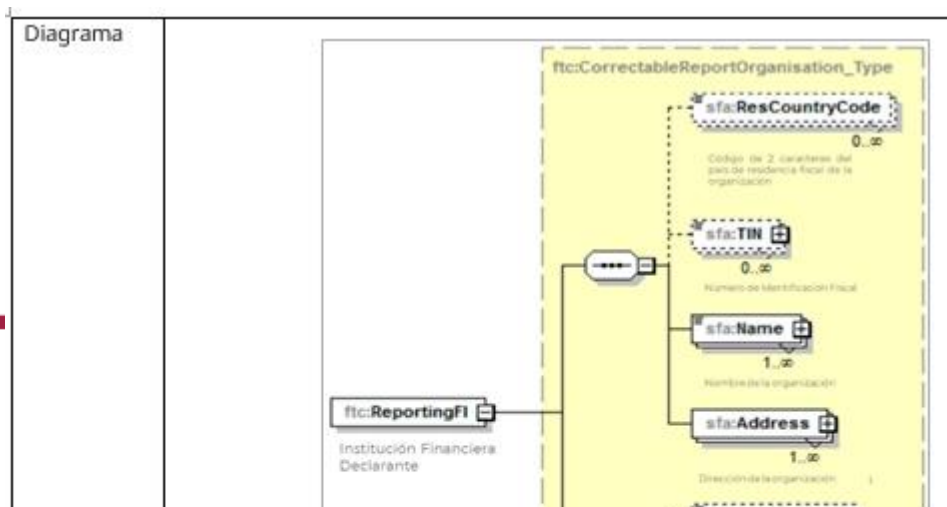 Diagrama
ftc:CorrectableReportOrganisation_Type
sfa:ResCountryCode
0..∞
Código de 2 caracteres del
país de residencia fiscal de la
organización
sfa:TIN
0..∞
Número de Identificación Fiscal
sfa:Name
1..∞
Nombre de la organización
ftc:ReportingFI
Institución Financiera
Declarante
sfa:Address
1..∞
Dirección de la organización